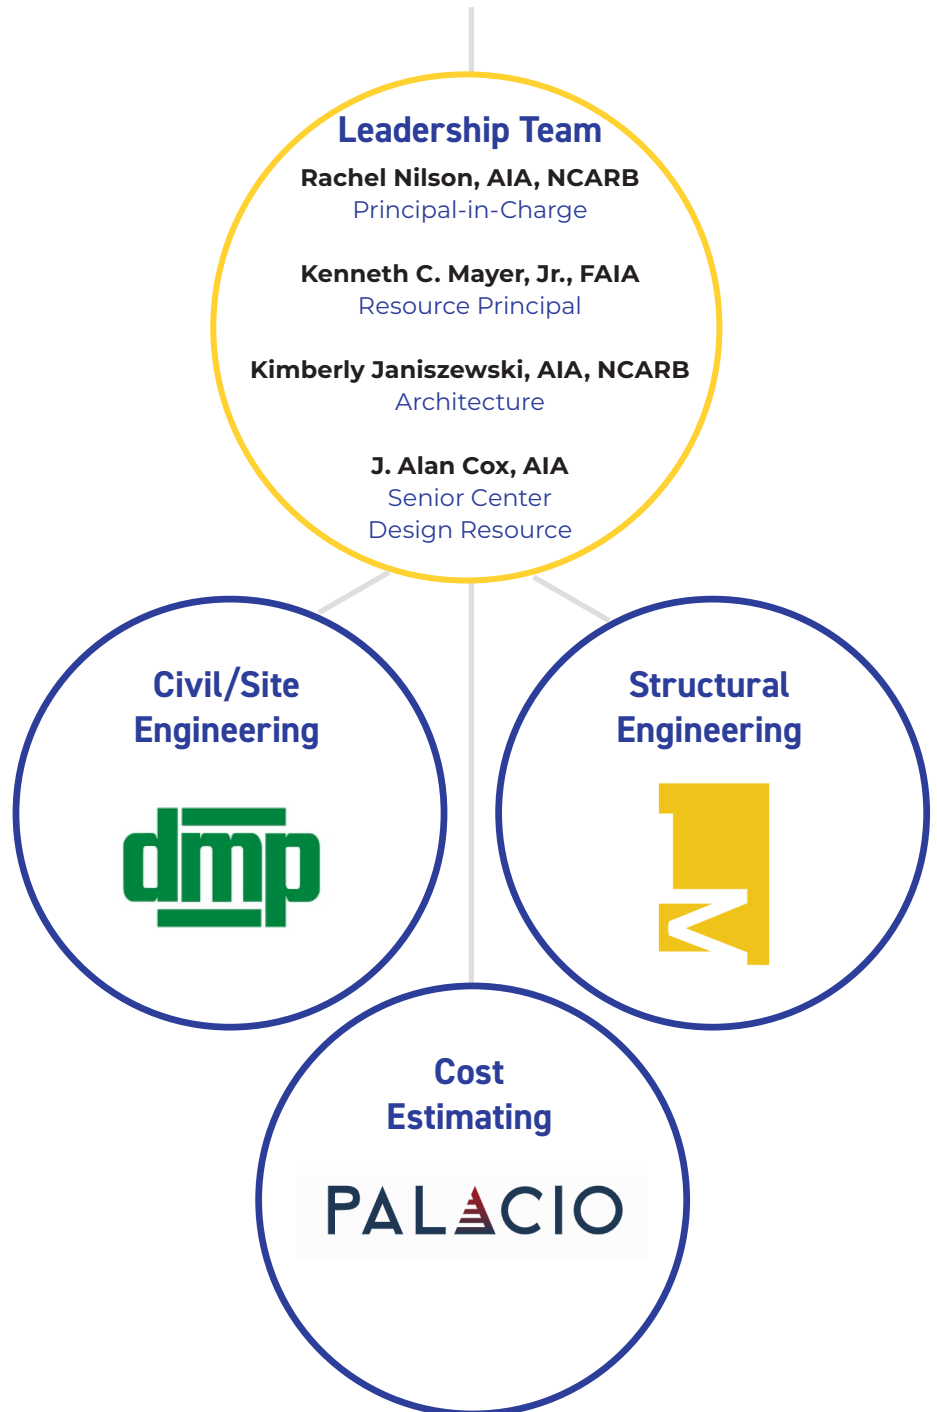 Leadership Team
Rachel Nilson, AIA, NCARB
Principal-in-Charge
Kenneth C. Mayer, Jr., FAIA
Resource Principal
Kimberly Janiszewski, AIA, NCARB
Architecture
J. Alan Cox, AIA
Senior Center
Design Resource
Civil/Site
Engineering
dmp
Structural
Engineering
M
Cost
Estimating
PALACIO